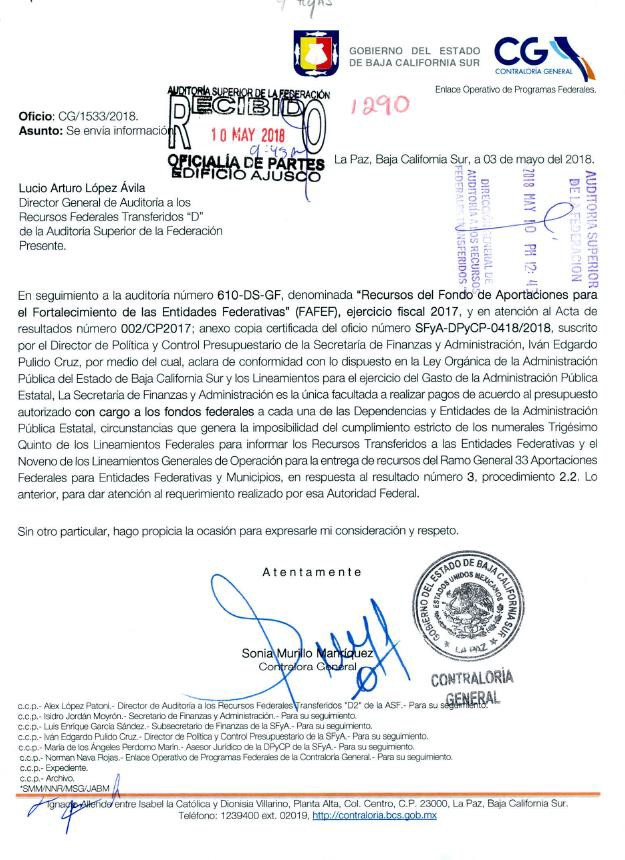 GOBIERNO DEL ESTADO
DE BAJA CALIFORNIA SUR
CG
CONTRALORÍA GENERAL
Enlace Operativo de Programas Federales.
AUDITORÍA SUPERIOR DE LA FEDERACIÓN
RECIBIDO
10 MAY 2018
OFICIALIA DE PARTES
EDIFICIO AJUSCO
1290
Oficio: CG/1533/2018.
Asunto: Se envía información
La Paz, Baja California Sur, a 03 de mayo del 2018.
Lucio Arturo López Ávila
Director General de Auditoría a los
Recursos Federales Transferidos "D"
de la Auditoría Superior de la Federación
Presente.
AUDITORÍA SUPERIOR
DE LA FEDERACIÓN
2018 MAY 10 PM 12:
DIRECCIÓN GENERAL DE
AUDITORÍA A LOS RECURSOS
FEDERALES TRANSFERIDOS
En seguimiento a la auditoría número 610-DS-GF, denominada "Recursos del Fondo de Aportaciones para
el Fortalecimiento de las Entidades Federativas" (FAFEF), ejercicio fiscal 2017, y en atención al Acta de
resultados número 002/CP2017; anexo copia certificada del oficio número SFyA-DPyCP-0418/2018, suscrito
por el Director de Política y Control Presupuestario de la Secretaría de Finanzas y Administración, Iván Edgardo
Pulido Cruz, por medio del cual, aclara de conformidad con lo dispuesto en la Ley Orgánica de la Administración
Pública del Estado de Baja California Sur y los Lineamientos para el ejercicio del Gasto de la Administración Pública
Estatal, La Secretaría de Finanzas y Administración es la única facultada a realizar pagos de acuerdo al presupuesto
autorizado con cargo a los fondos federales a cada una de las Dependencias y Entidades de la Administración
Pública Estatal, circunstancias que genera la imposibilidad del cumplimiento estricto de los numerales Trigésimo
Quinto de los Lineamientos Federales para informar los Recursos Transferidos a las Entidades Federativas y el
Noveno de los Lineamientos Generales de Operación para la entrega de recursos del Ramo General 33 Aportaciones
Federales para Entidades Federativas y Municipios, en respuesta al resultado número 3, procedimiento 2.2. Lo
anterior, para dar atención al requerimiento realizado por esa Autoridad Federal.
Sin otro particular, hago propicia la ocasión para expresarle mi consideración y respeto.
Atentamente
Sonia Murillo Manríquez
Contralora General
GOBIERNO DEL ESTADO DE BAJA CALIFORNIA SUR
ESTADOS UNIDOS MEXICANOS
LA PAZ
CONTRALORÍA
GENERAL
c.c.p.- Alex López Patoni.- Director de Auditoría a los Recursos Federales Transferidos "D2" de la ASF.- Para su seguimiento.
c.c.p.- Isidro Jordán Moyrón.- Secretario de Finanzas y Administración.- Para su seguimiento.
c.c.p.- Luis Enrique García Sández.- Subsecretario de Finanzas de la SFyA.- Para su seguimiento.
c.c.p.- Iván Edgardo Pulido Cruz.- Director de Política y Control Presupuestario de la SFyA.- Para su seguimiento.
c.c.p.- María de los Ángeles Perdomo Marín.- Asesor Jurídico de la DPyCP de la SFyA.- Para su seguimiento.
c.c.p.- Norman Nava Rojas.- Enlace Operativo de Programas Federales de la Contraloría General.- Para su seguimiento.
c.c.p.- Expediente.
c.c.p.- Archivo.
*SMM/NNR/MSG/JABM
Ignacio Allende entre Isabel la Católica y Dionisia Villarino, Planta Alta, Col. Centro, C.P. 23000, La Paz, Baja California Sur.
Teléfono: 1239400 ext. 02019, http://contraloria.bcs.gob.mx